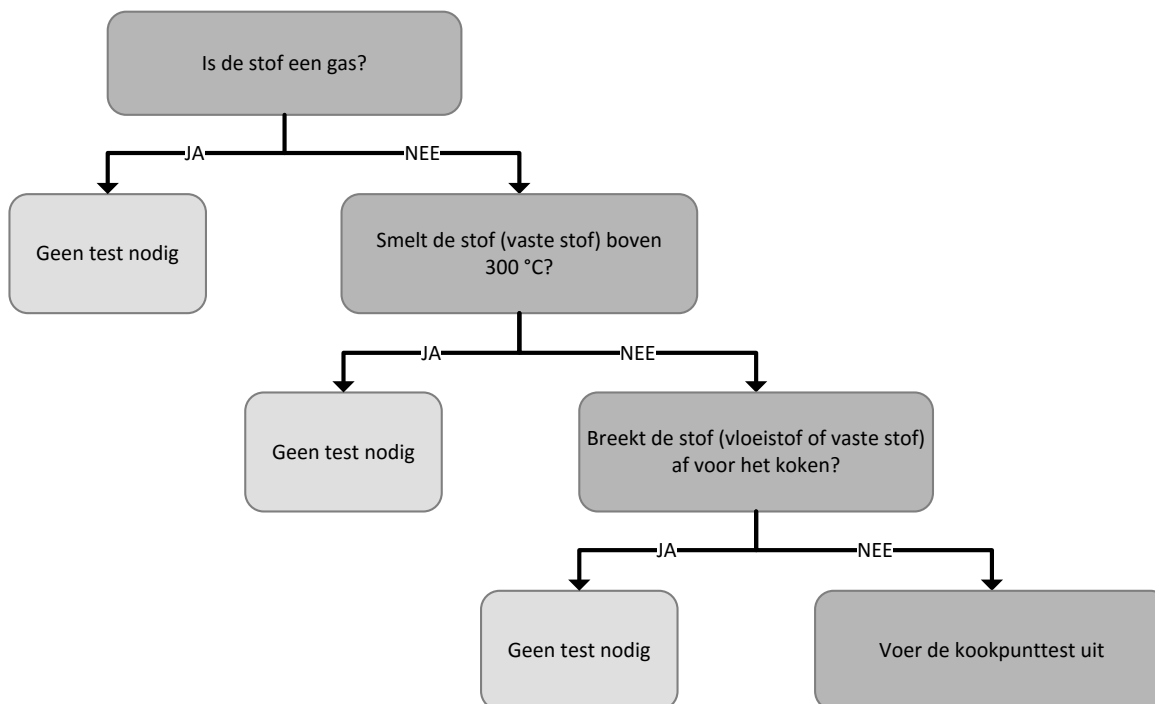 Is de stof een gas?
JA
NEE
Geen test nodig
Smelt de stof (vaste stof) boven
300 °C?
JA
NEE
Geen test nodig
Breekt de stof (vloeistof of vaste stof)
af voor het koken?
JA
NEE
Geen test nodig
Voer de kookpunttest uit